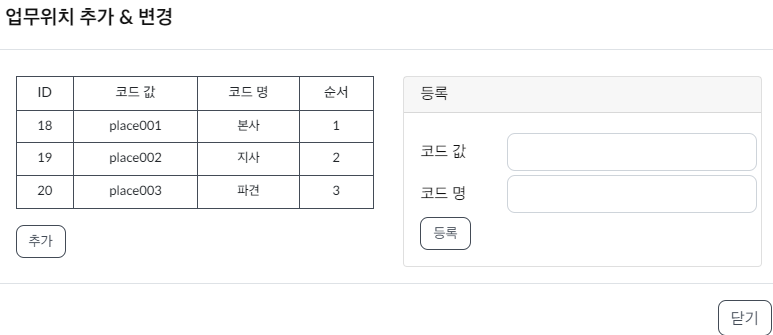 업무위치 추가 & 변경
ID 코드 값 코드 명 순서
18 place001 본사 1
19 place002 지사 2
20 place003 파견 3
추가
등록
코드 값
코드 명
등록
닫기